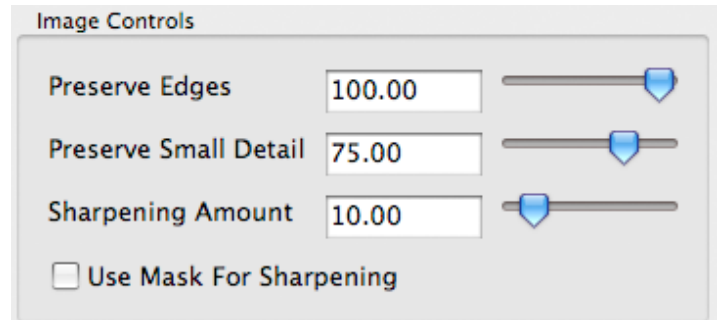 Image Controls
Preserve Edges 100.00
Preserve Small Detail 75.00
Sharpening Amount 10.00
Use Mask For Sharpening